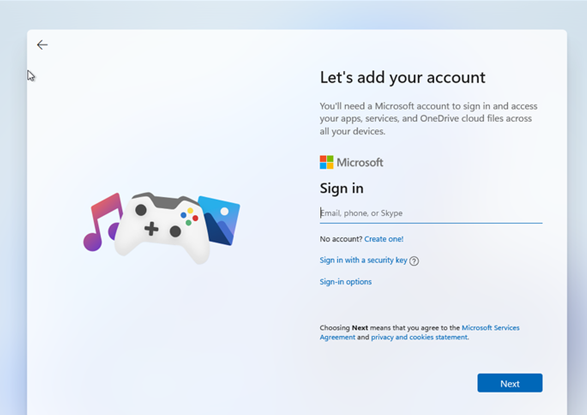 Let's add your account
You'll need a Microsoft account to sign in and access
your apps, services, and OneDrive cloud files across
all your devices.
Microsoft
Sign in
Email, phone, or Skype
No account? Create one!
Sign in with a security key ?
Sign-in options
Choosing Next means that you agree to the Microsoft Services
Agreement and privacy and cookies statement.
Next